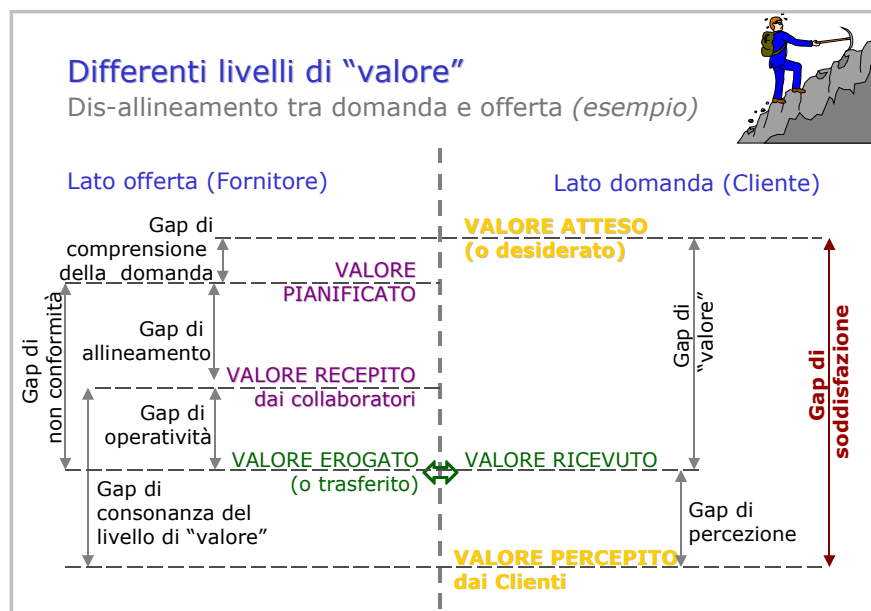 Differenti livelli di “valore”
Dis-allineamento tra domanda e offerta (esempio)
Lato offerta (Fornitore)
Lato domanda (Cliente)
Gap di
comprensione
della domanda
VALORE ATTESO
(o desiderato)
VALORE
PIANIFICATO
Gap di
non conformità
Gap di
allineamento
Gap di
“valore”
Gap di
soddisfazione
VALORE RECEPITO
dai collaboratori
Gap di
operatività
VALORE EROGATO
(o trasferito)
VALORE RICEVUTO
Gap di
consonanza del
livello di “valore”
Gap di
percezione
VALORE PERCEPITO
dai Clienti